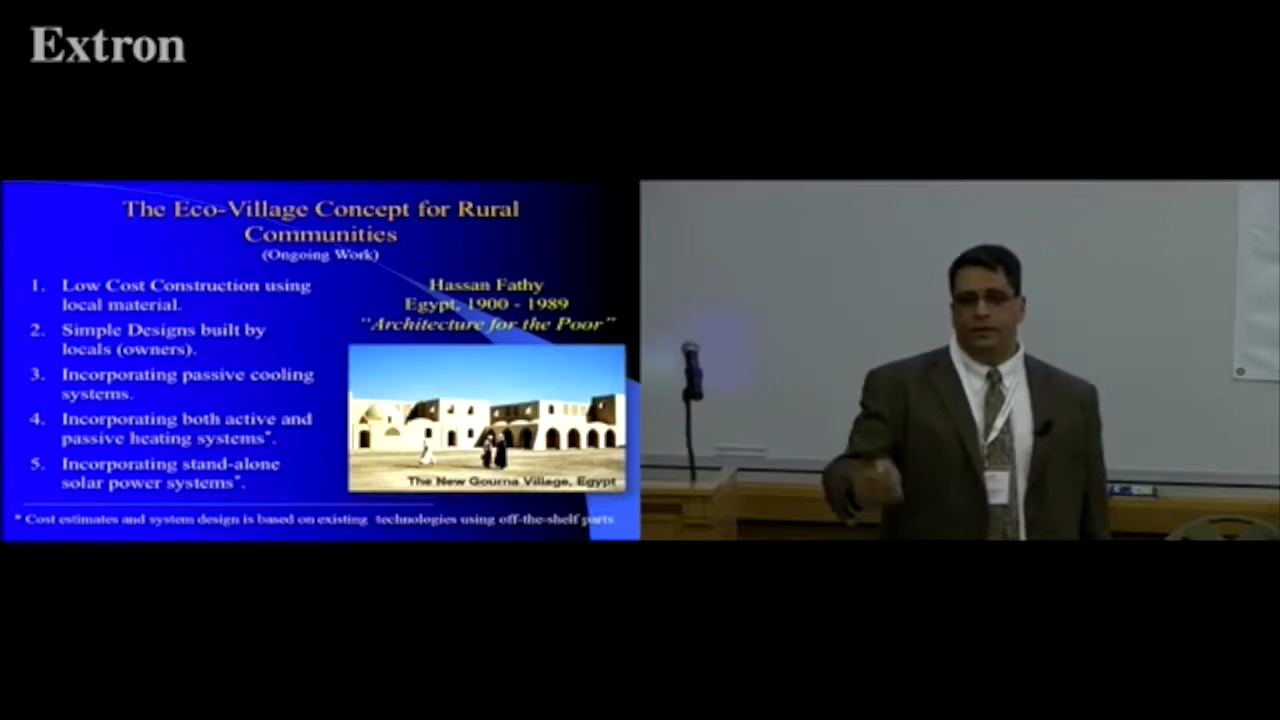 Extron
The Eco-Village Concept for Rural
Communities
(Ongoing Work)
1. Low Cost Construction using
local material.
2. Simple Designs built by
locals (owners).
3. Incorporating passive cooling
systems.
4. Incorporating both active and
passive heating systems*.
5. Incorporating stand-alone
solar power systems*.
Hassan Fathy
Egypt, 1900 - 1989
"Architecture for the Poor"
The New Gourna Village, Egypt
* Cost estimates and system design is based on existing technologies using off-the-shelf parts.